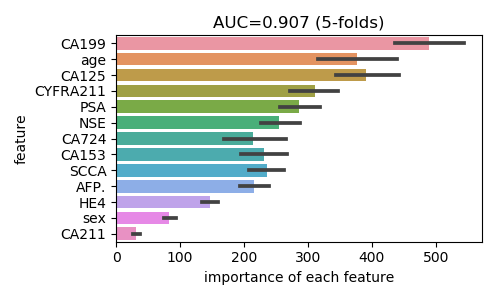 AUC=0.907 (5-folds)
feature
CA199
age
CA125
CYFRA211
PSA
NSE
CA724
CA153
SCCA
AFP.
HE4
sex
CA211
0 100 200 300 400 500
importance of each feature